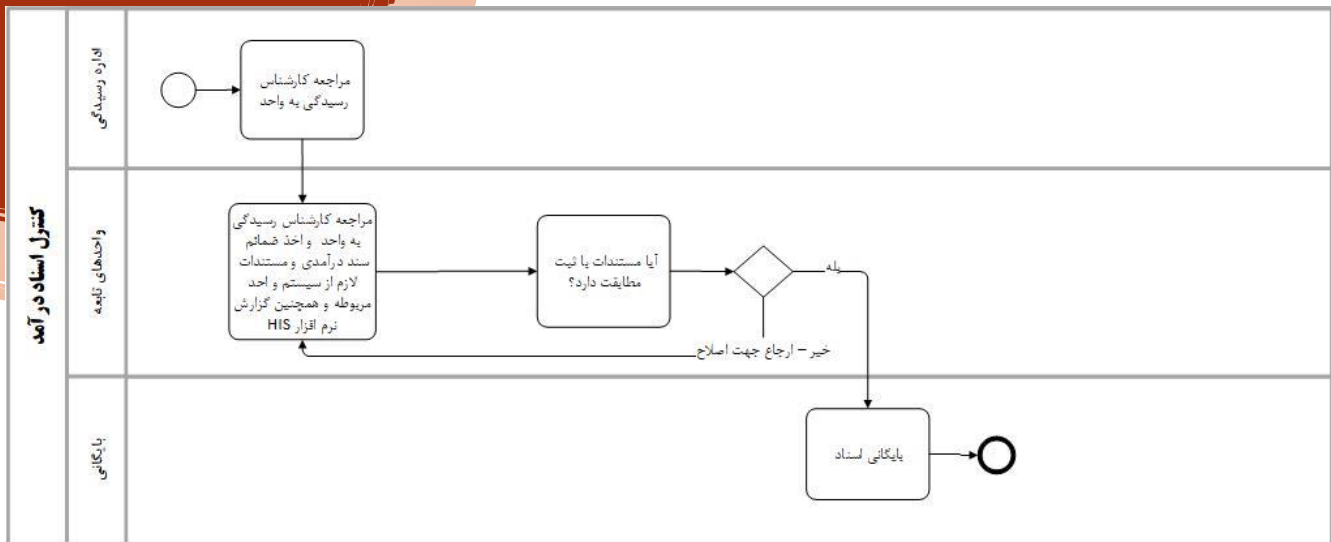 کنترل اسناد در آمد
اداره رسیدگی
مراجعه کارشناس
رسیدگی به واحد
واحدهای تابعه
مراجعه کارشناس رسیدگی
به واحد و اخذ ضمائم
سند درآمدی و مستندات
لازم از سیستم و احد
مربوطه و همچنین گزارش
نرم افزار HIS
آیا مستندات با ثبت
مطابقت دارد؟
بله
خیر – ارجاع جهت اصلاح
بایگانی
بایگانی اسناد